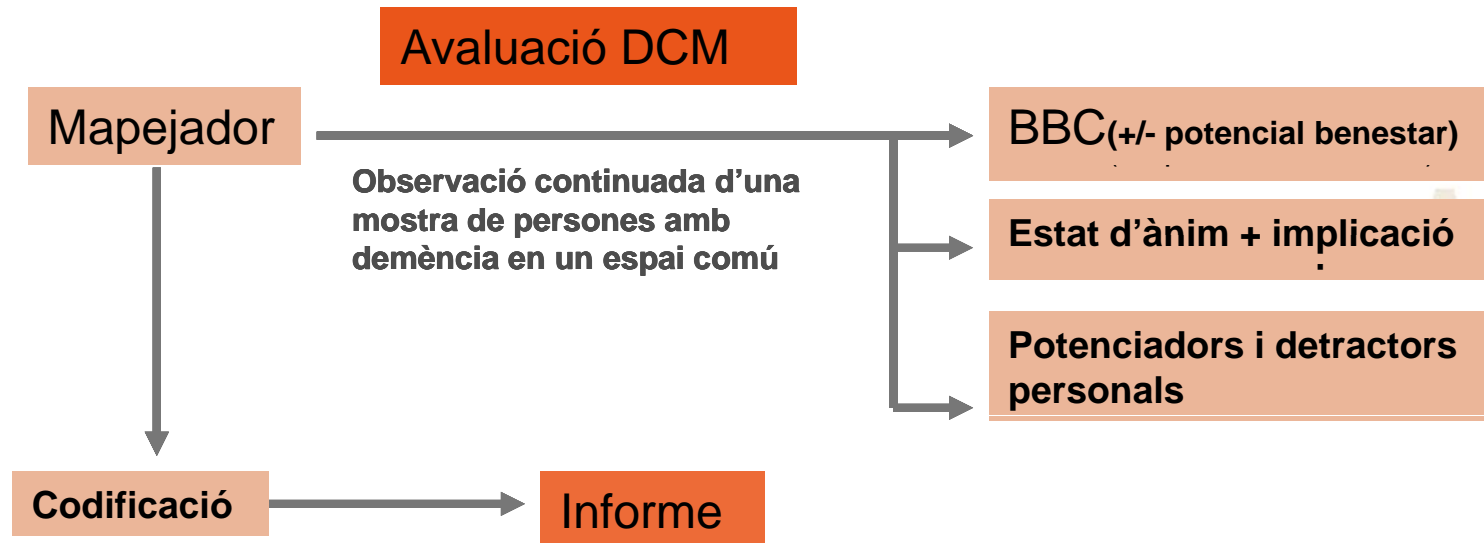 Avaluació DCM
Mapejador
BBC(+/- potencial benestar)
Observació continuada d’una
mostra de persones amb
demència en un espai comú
Estat d’ànim + implicació
Potenciadors i detractors
personals
Codificació
Informe